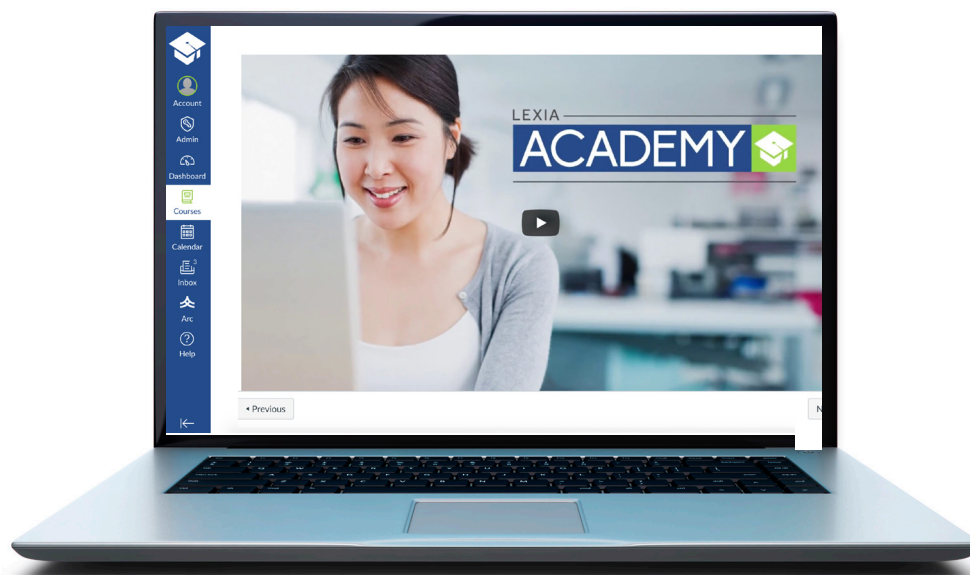 Account
Admin
Dashboard
Courses
Calendar
3
Inbox
Arc
Help
LEXIA
ACADEMY
Previous
N